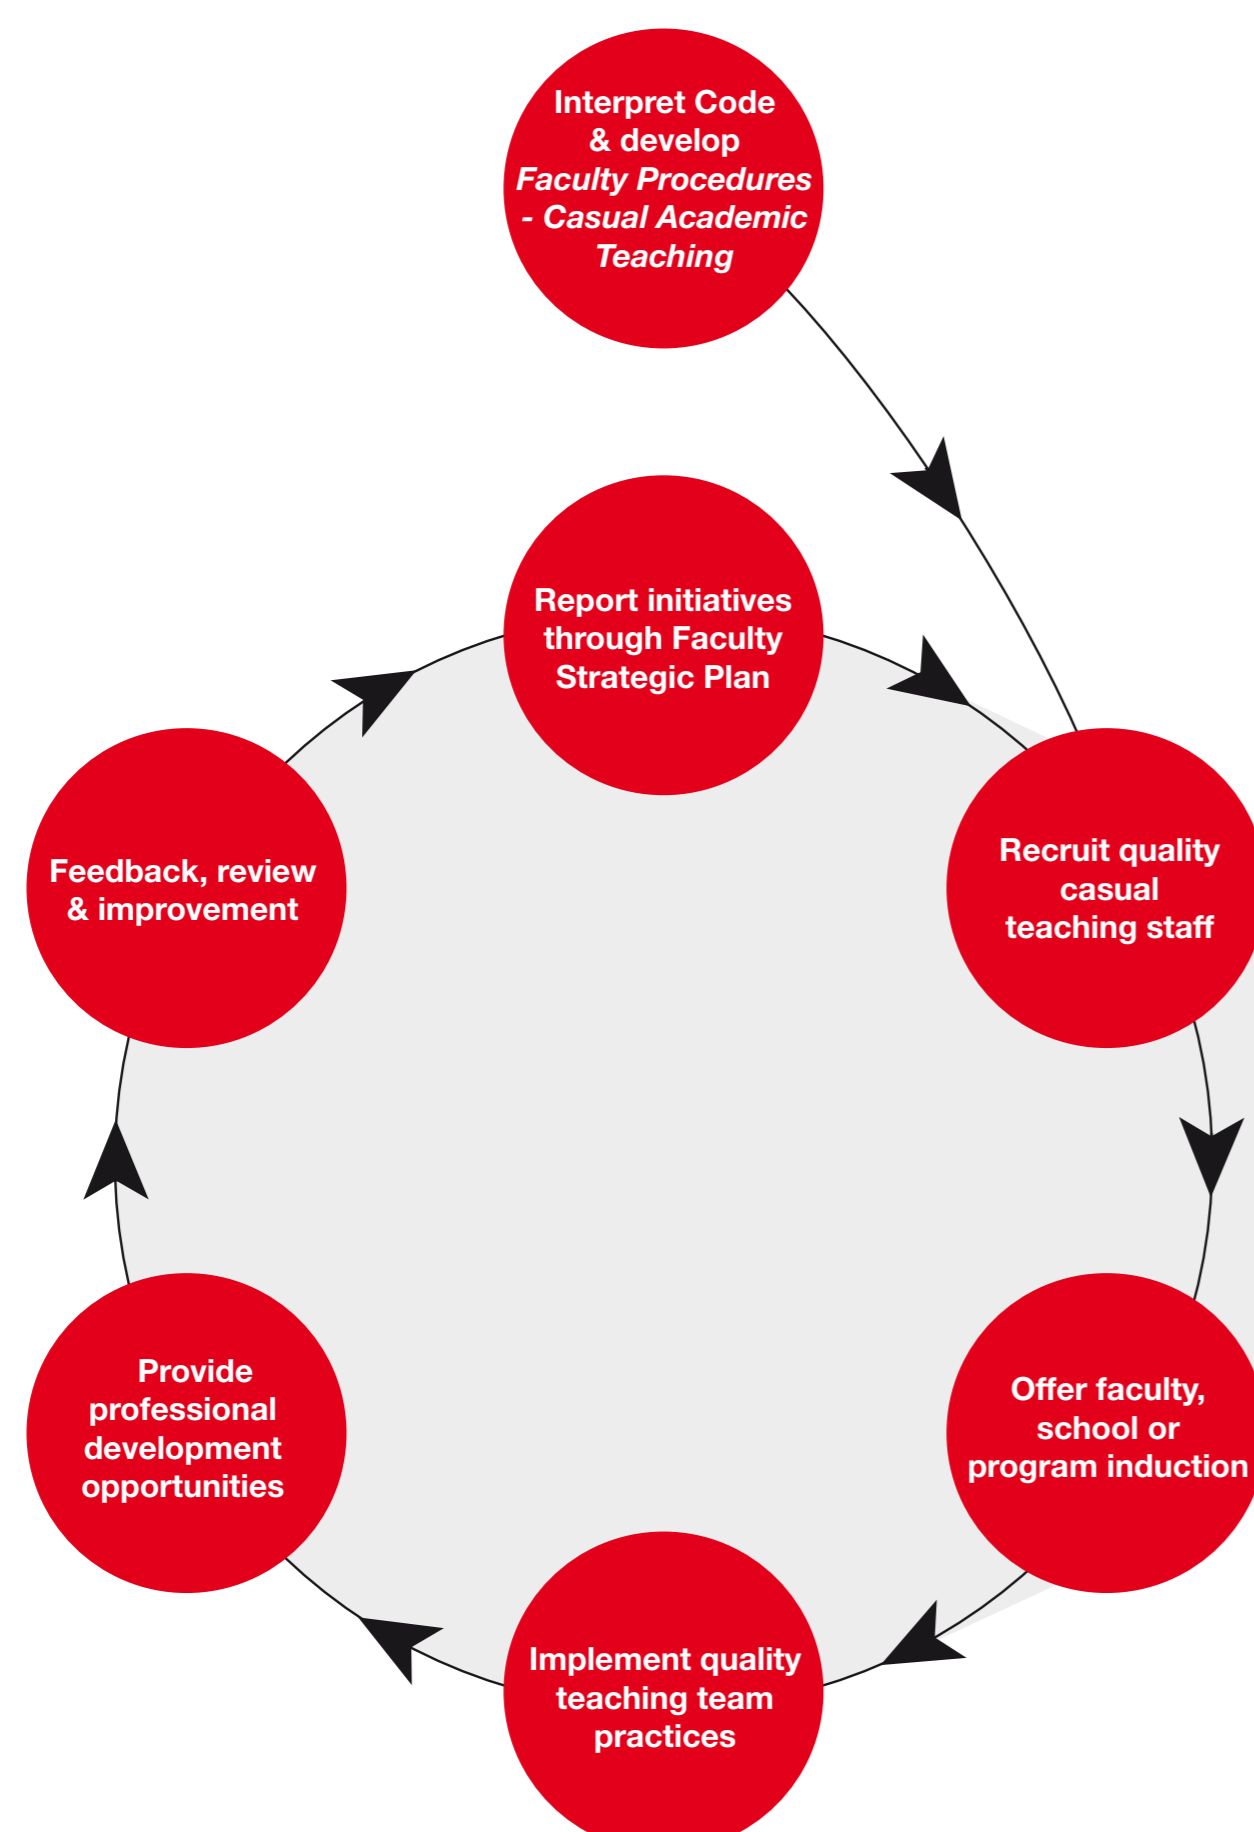 Interpret Code
& develop
Faculty Procedures
- Casual Academic
Teaching
Report initiatives
through Faculty
Strategic Plan
Recruit quality
casual
teaching staff
Offer faculty,
school or
program induction
Implement quality
teaching team
practices
Provide
professional
development
opportunities
Feedback, review
& improvement